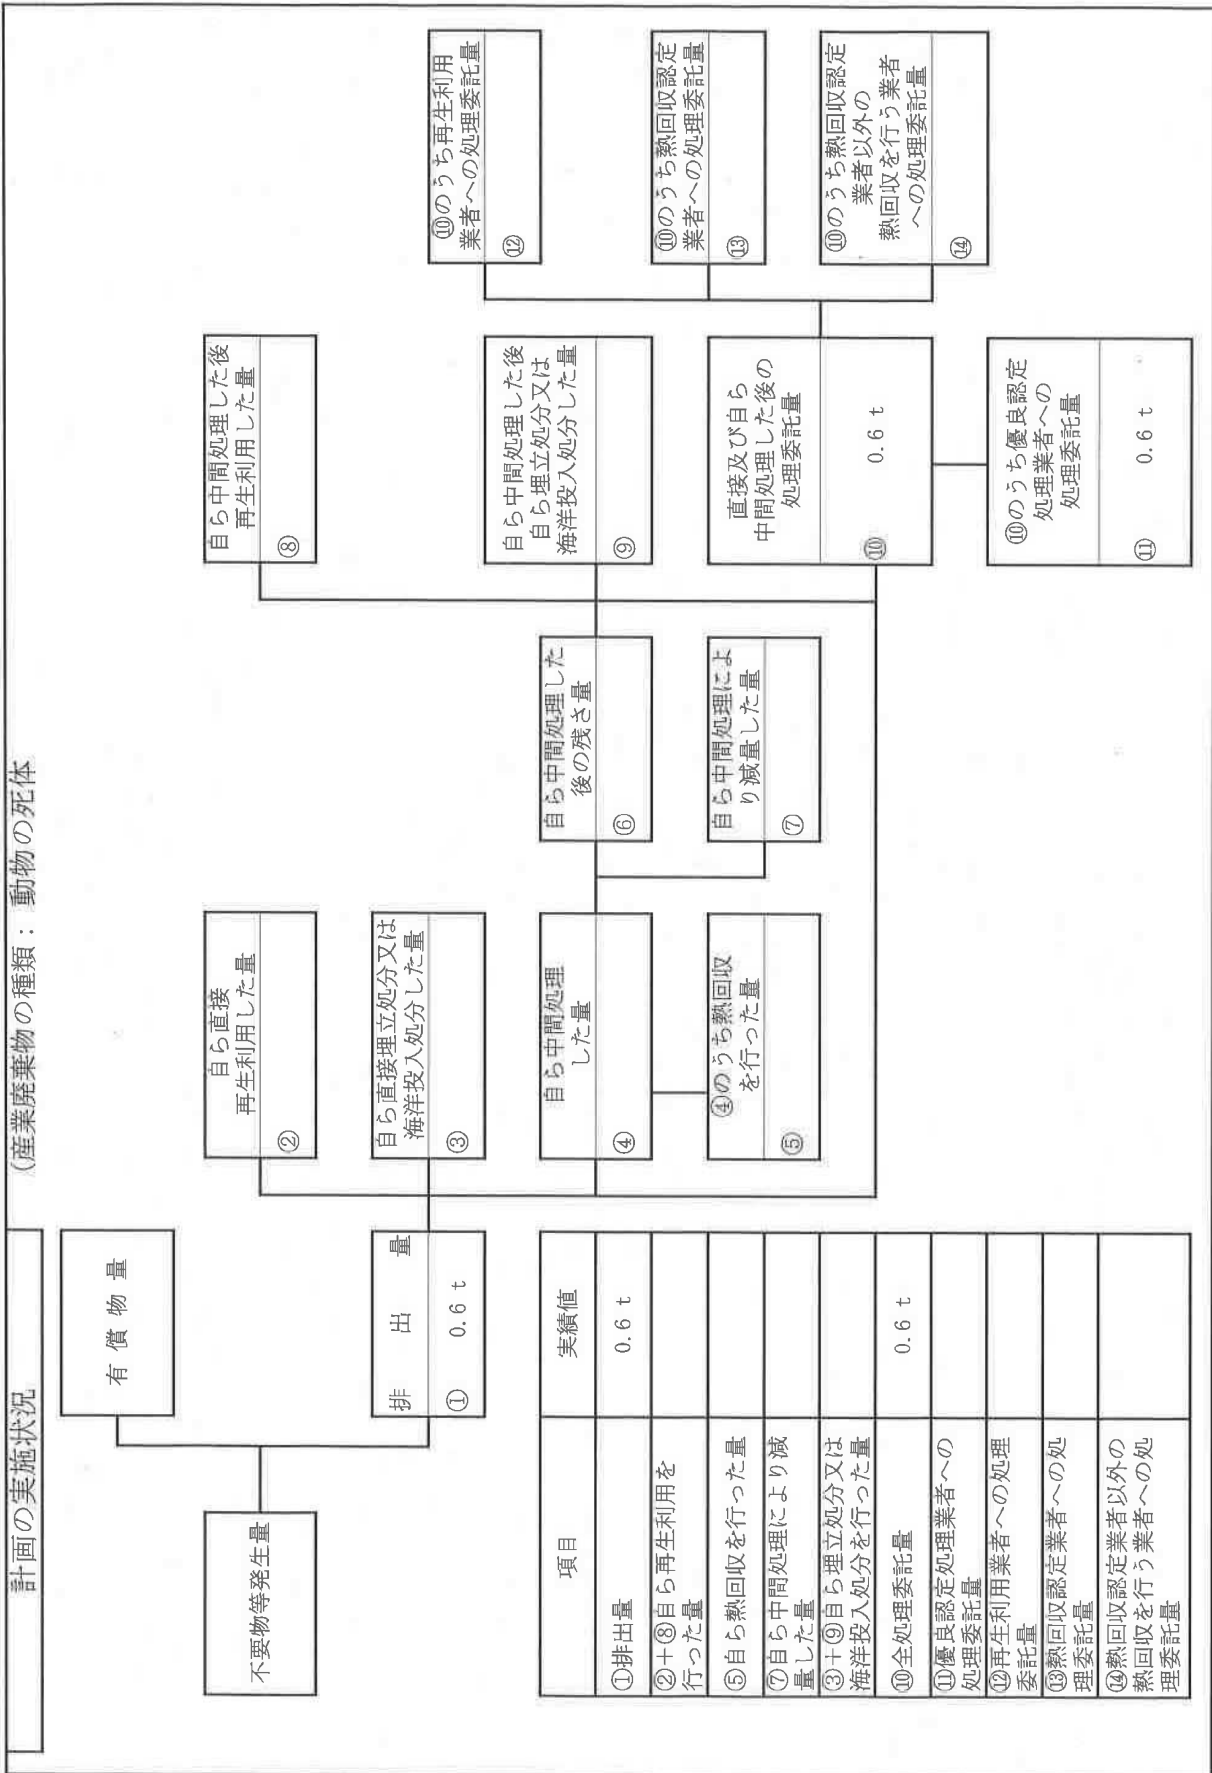 計画の実施状況
(産業廃棄物の種類: 動物の死体
不要物等発生量
有償物量
排出量
① 0.6 t
自ら直接
再生利用した量
②
自ら直接埋立処分又は
海洋投入処分した量
③
自ら中間処理
した量
④
④のうち熱回収
を行った量
⑤
自ら中間処理した
後の残さ量
⑥
自ら中間処理によ
り減量した量
⑦
自ら中間処理した後
再生利用した量
⑧
自ら中間処理した後
自ら埋立処分又は
海洋投入処分した量
⑨
直接及び自ら
中間処理した後の
処理委託量
⑩ 0.6 t
⑩のうち優良認定
処理業者への
処理委託量
⑪ 0.6 t
⑩のうち再生利用
業者への処理委託量
⑫
⑩のうち熱回収認定
業者への処理委託量
⑬
⑩のうち熱回収認定
業者以外の
熱回収を行う業者
への処理委託量
⑭
項目 実績値
①排出量 0.6 t
②+⑧自ら再生利用を
行った量
⑤自ら熱回収を行った量
⑦自ら中間処理により減
量した量
③+⑨自ら埋立処分又は
海洋投入処分を行った量
⑩全処理委託量 0.6 t
⑪優良認定処理業者への
処理委託量
⑫再生利用業者への処理
委託量
⑬熱回収認定業者への処
理委託量
⑭熱回収認定業者以外の
熱回収を行う業者への処
理委託量